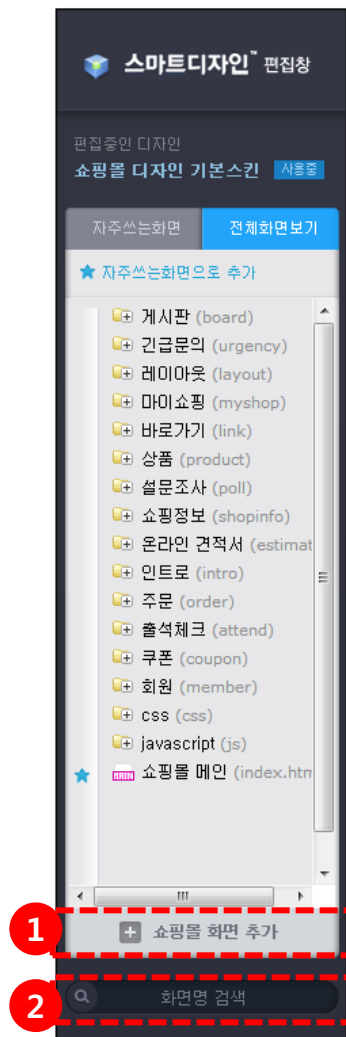 스마트디자인™ 편집창
편집중인 디자인
쇼핑몰 디자인 기본스킨 사용중
자주쓰는화면 전체화면보기
자주쓰는화면으로 추가
게시판 (board)
긴급문의 (urgency)
레이아웃 (layout)
마이쇼핑 (myshop)
바로가기 (link)
상품 (product)
설문조사 (poll)
쇼핑정보 (shopinfo)
온라인 견적서 (estimat
인트로 (intro)
주문 (order)
출석체크 (attend)
쿠폰 (coupon)
회원 (member)
css (css)
javascript (js)
MAIN 쇼핑몰 메인 (index.htm
1 쇼핑몰 화면 추가
2 화면명 검색